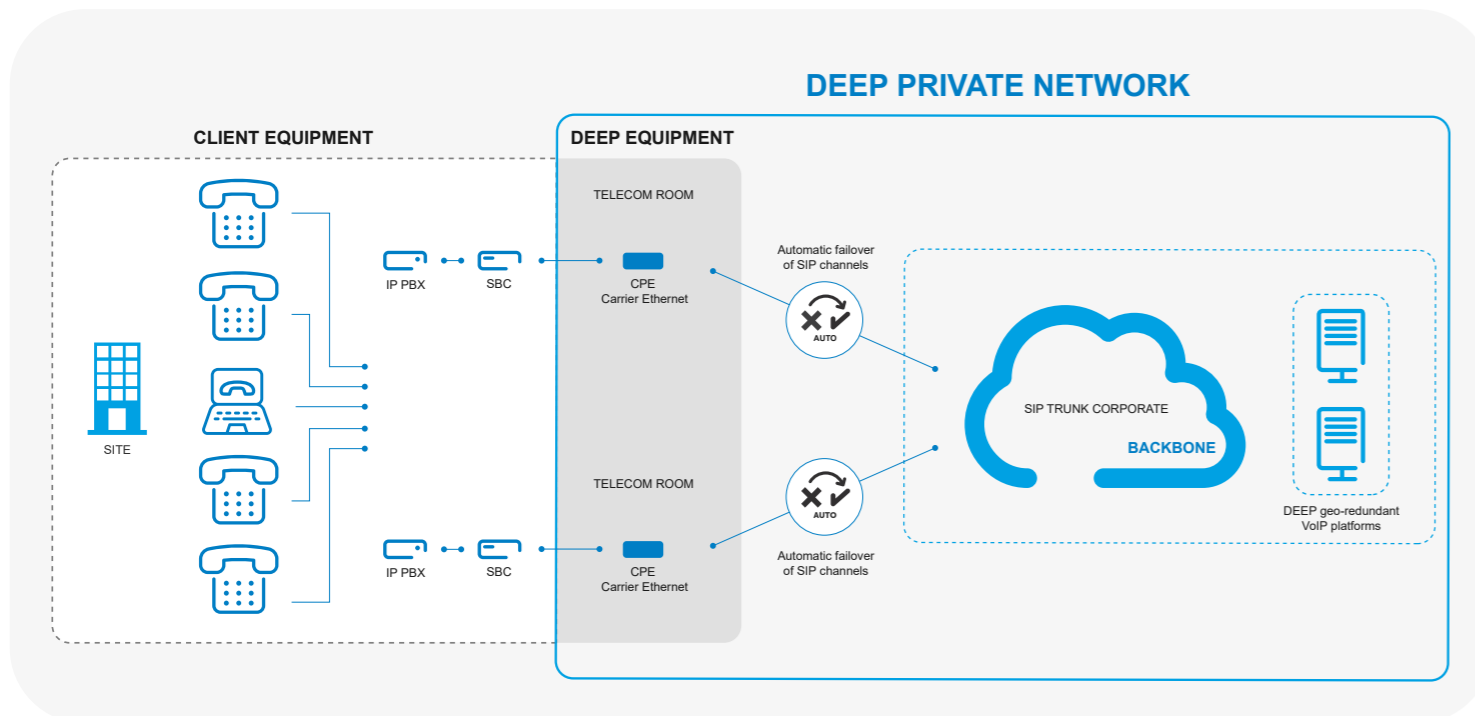 DEEP PRIVATE NETWORK
CLIENT EQUIPMENT
DEEP EQUIPMENT
TELECOM ROOM
IP PBX
SBC
CPE
Carrier Ethernet
Automatic failover
of SIP channels
AUTO
SITE
SIP TRUNK CORPORATE
BACKBONE
DEEP geo-redundant
VoIP platforms
TELECOM ROOM
IP PBX
SBC
CPE
Carrier Ethernet
AUTO
Automatic failover
of SIP channels